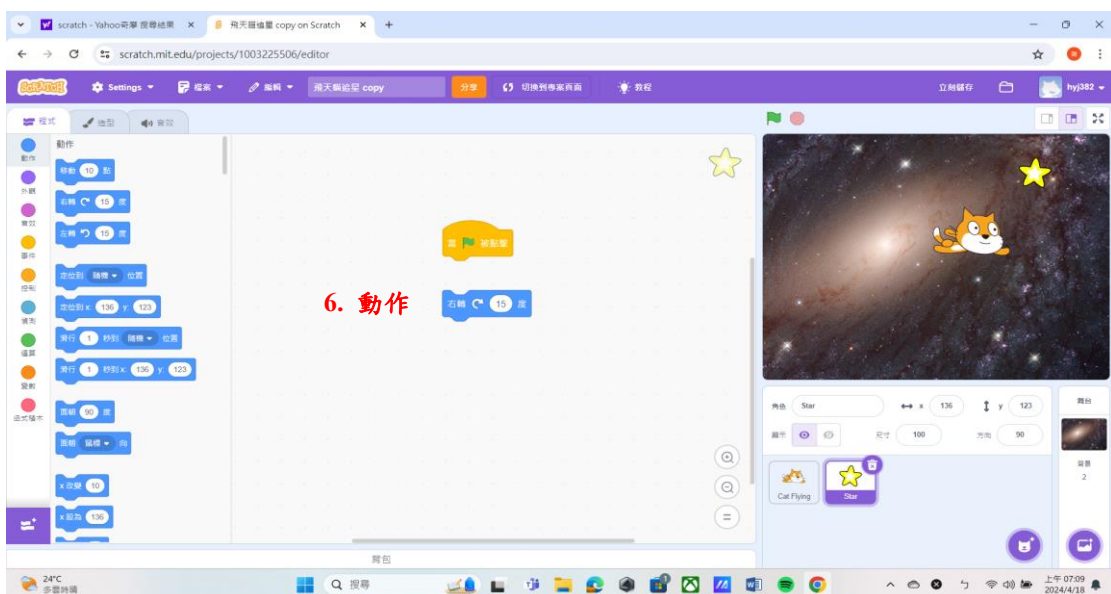 scratch - Yahoo奇摩 搜尋結果
飛天貓追星 copy on Scratch
scratch.mit.edu/projects/1003225506/editor
SCRATCH Settings 檔案 編輯 飛天貓追星 copy 分享 切換到專案頁面 教程 立刻儲存 hyj382
程式 造型 音效
動作
外觀
音效
事件
控制
偵測
運算
變數
函式積木
動作
移動 10 點
右轉 15 度
左轉 15 度
定位到 隨機 位置
定位到 x: 136 y: 123
滑行 1 秒到 隨機 位置
滑行 1 秒到 x: 136 y: 123
面朝 90 度
面朝 鼠標 向
x 改變 10
x 設為 136
當 被點擊
6. 動作
右轉 15 度
角色 Star x 136 y 123
顯示 尺寸 100 方向 90
Cat Flying
Star
舞台
背景
2
背包
24°C
多雲時晴
搜尋
上午 07:09
2024/4/18